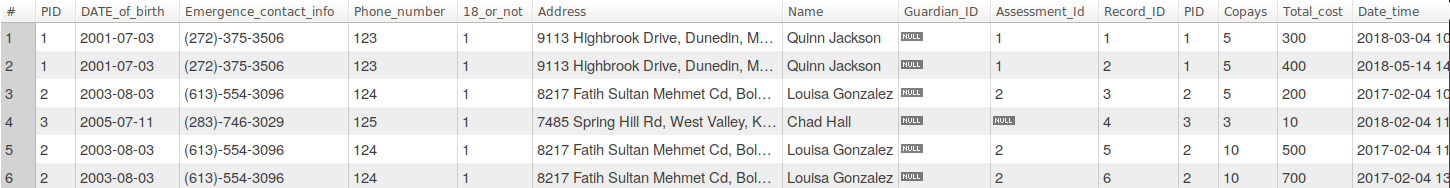 # PID DATE_of_birth Emergence_contact_info Phone_number 18_or_not Address Name Guardian_ID Assessment_Id Record_ID PID Copays Total_cost Date_time
1 1 2001-07-03 (272)-375-3506 123 1 9113 Highbrook Drive, Dunedin, M... Quinn Jackson NULL 1 1 1 5 300 2018-03-04 10
2 1 2001-07-03 (272)-375-3506 123 1 9113 Highbrook Drive, Dunedin, M... Quinn Jackson NULL 1 2 1 5 400 2018-05-14 14
3 2 2003-08-03 (613)-554-3096 124 1 8217 Fatih Sultan Mehmet Cd, Bol... Louisa Gonzalez NULL 2 3 2 5 200 2017-02-04 10
4 3 2005-07-11 (283)-746-3029 125 1 7485 Spring Hill Rd, West Valley, K... Chad Hall NULL NULL 4 3 3 10 2018-02-04 11
5 2 2003-08-03 (613)-554-3096 124 1 8217 Fatih Sultan Mehmet Cd, Bol... Louisa Gonzalez NULL 2 5 2 10 500 2017-02-04 11
6 2 2003-08-03 (613)-554-3096 124 1 8217 Fatih Sultan Mehmet Cd, Bol... Louisa Gonzalez NULL 2 6 2 10 700 2017-02-04 13